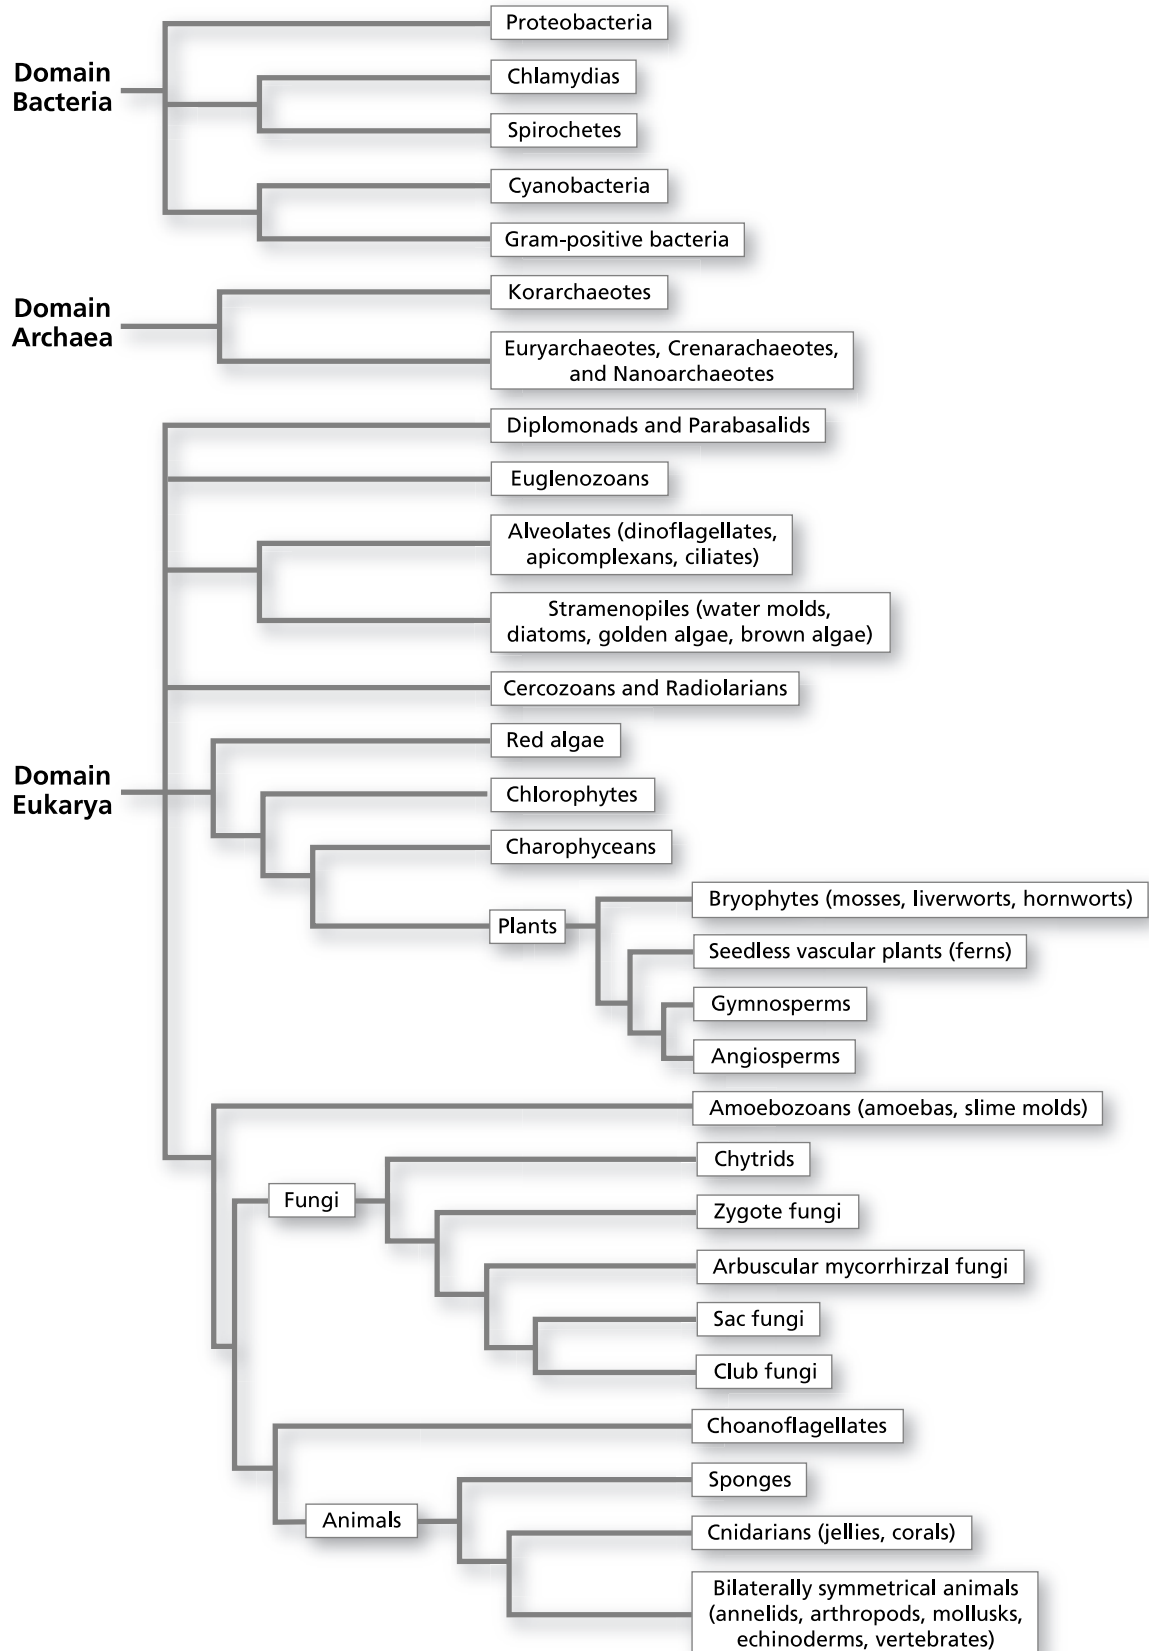 Proteobacteria
Domain
Bacteria
Chlamydias
Spirochetes
Cyanobacteria
Gram-positive bacteria
Domain
Archaea
Korarchaeotes
Euryarchaeotes, Crenarachaeotes,
and Nanoarchaeotes
Diplomonads and Parabasalids
Euglenozoans
Alveolates (dinoflagellates,
apicomplexans, ciliates)
Stramenopiles (water molds,
diatoms, golden algae, brown algae)
Cercozoans and Radiolarians
Red algae
Domain
Eukarya
Chlorophytes
Charophyceans
Plants
Bryophytes (mosses, liverworts, hornworts)
Seedless vascular plants (ferns)
Gymnosperms
Angiosperms
Amoebozoans (amoebas, slime molds)
Fungi
Chytrids
Zygote fungi
Arbuscular mycorrhirzal fungi
Sac fungi
Club fungi
Choanoflagellates
Animals
Sponges
Cnidarians (jellies, corals)
Bilaterally symmetrical animals
(annelids, arthropods, mollusks,
echinoderms, vertebrates)